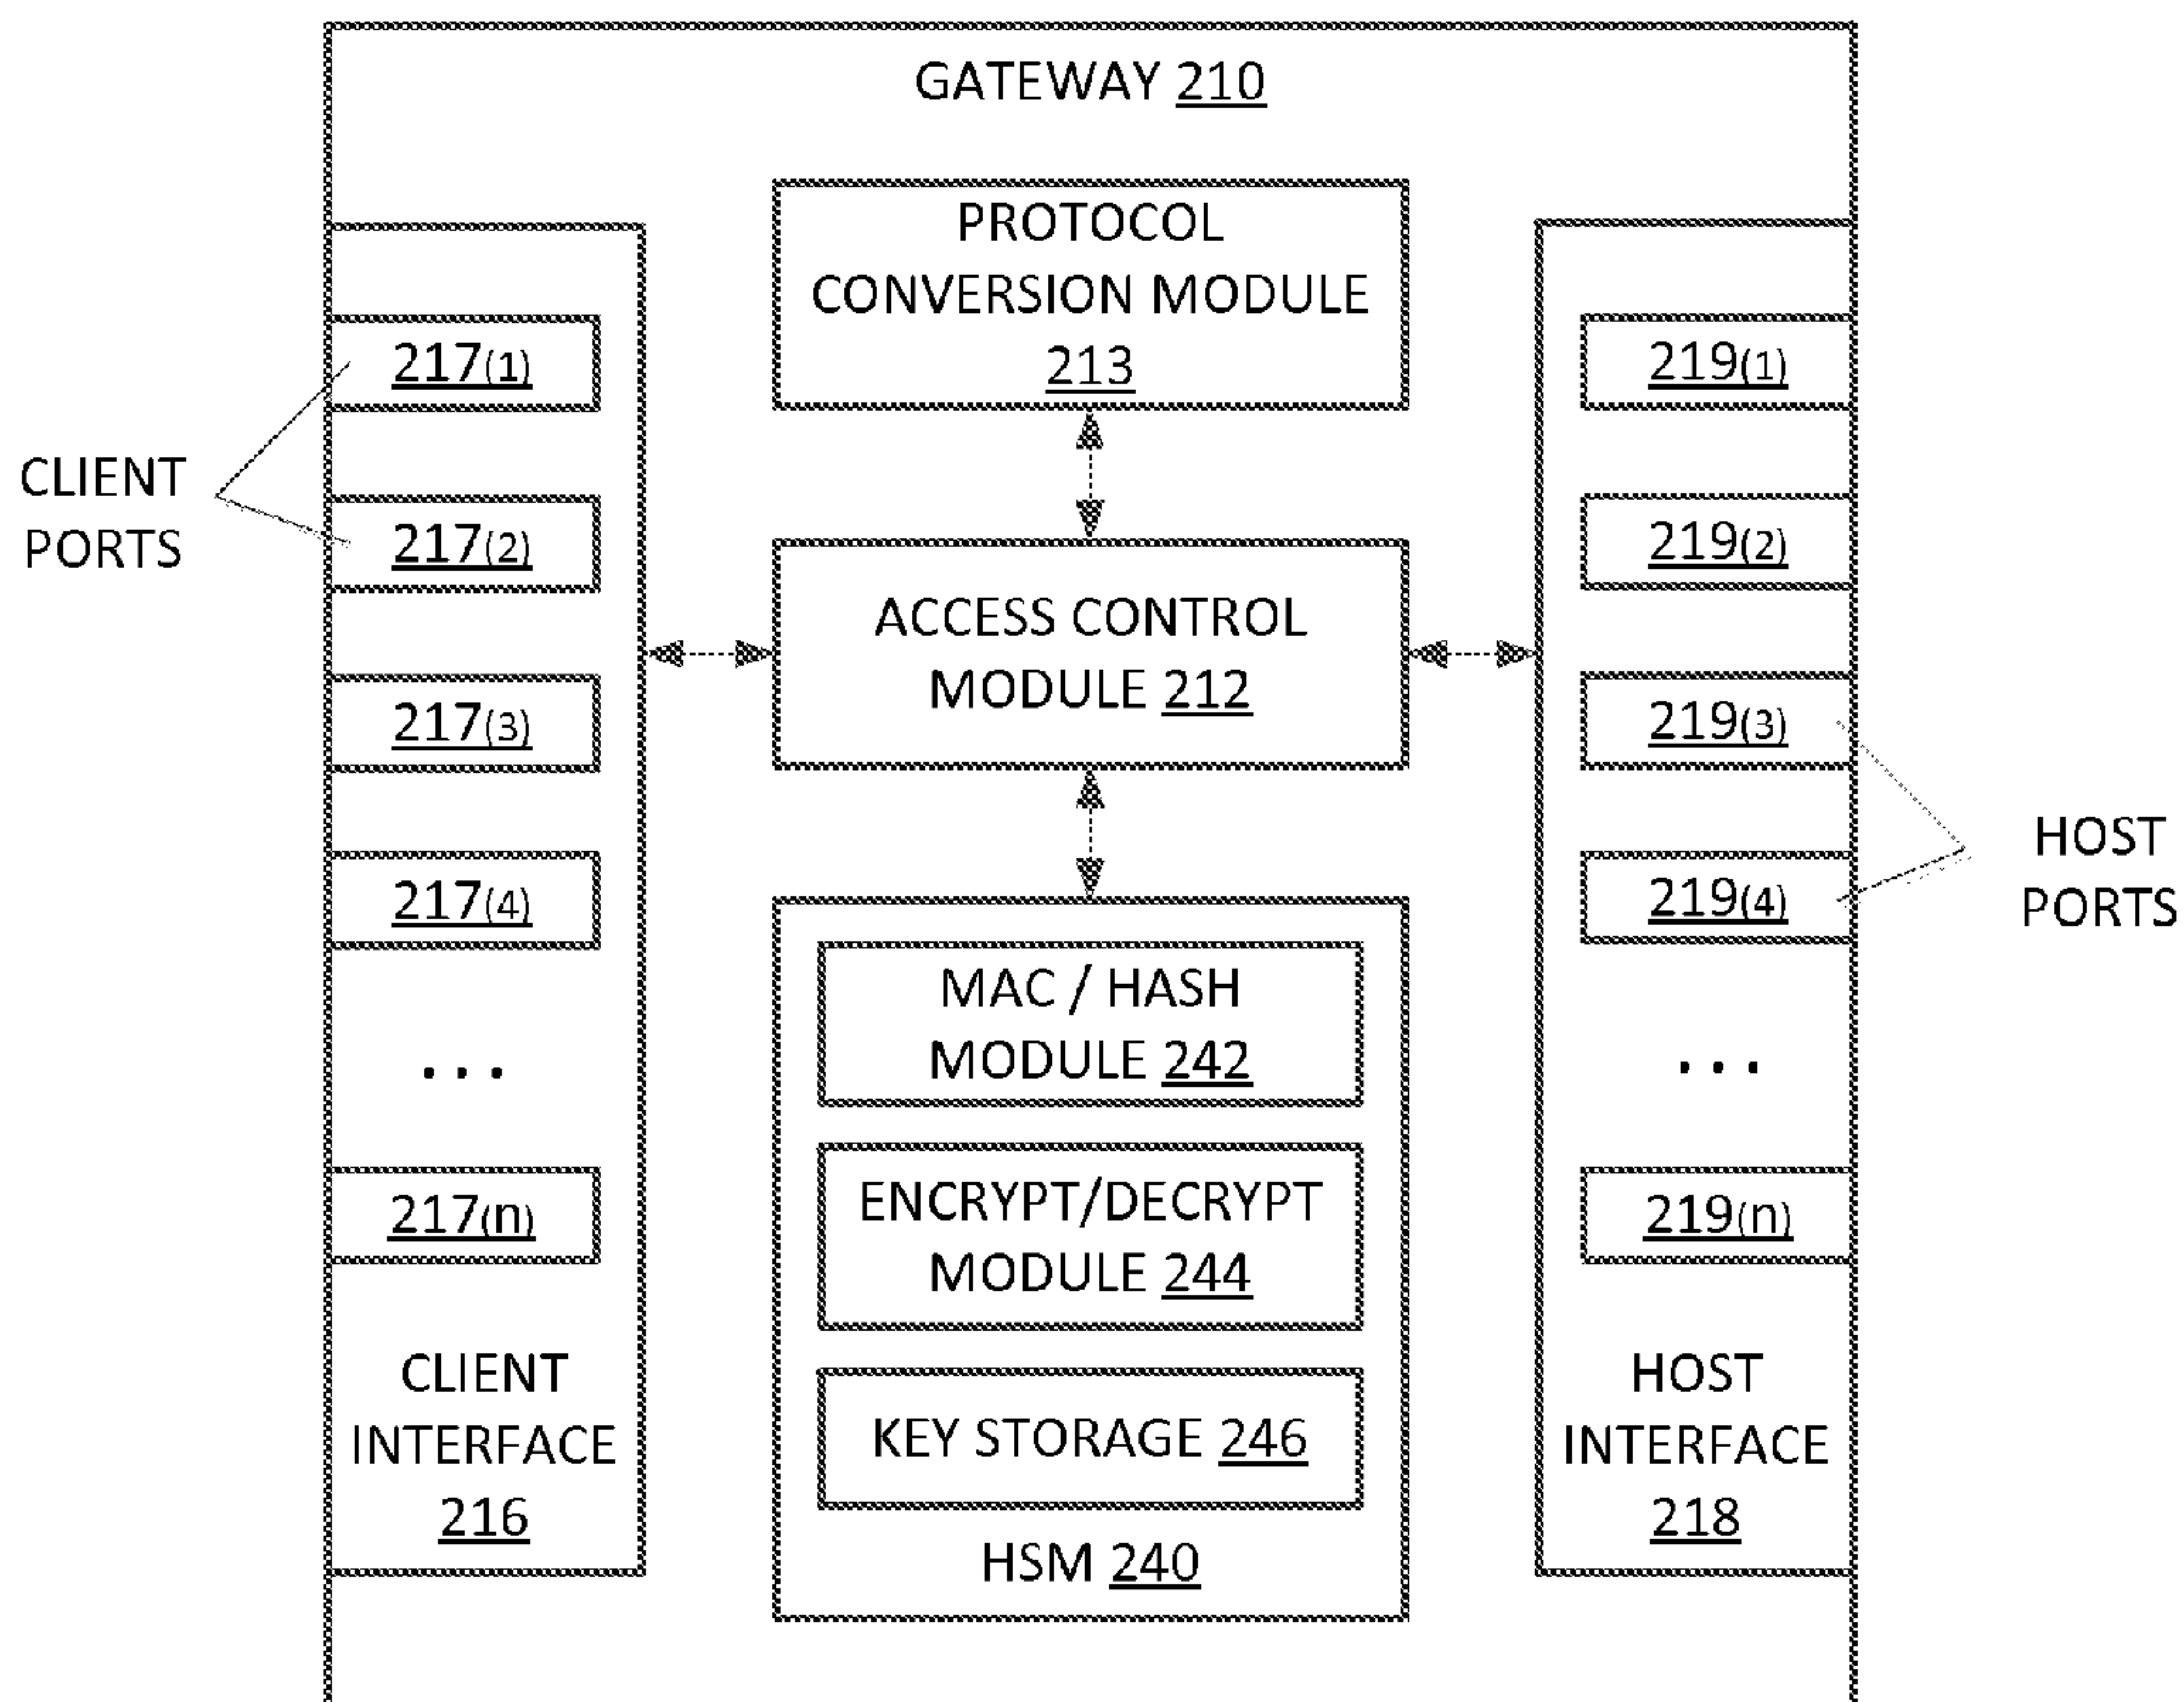 GATEWAY 210
PROTOCOL
CONVERSION MODULE
213
CLIENT
PORTS
217(1)
217(2)
217(3)
217(4)
...
217(n)
CLIENT
INTERFACE
216
ACCESS CONTROL
MODULE 212
MAC / HASH
MODULE 242
ENCRYPT/DECRYPT
MODULE 244
KEY STORAGE 246
HSM 240
219(1)
219(2)
219(3)
219(4)
...
219(n)
HOST
INTERFACE
218
HOST
PORTS